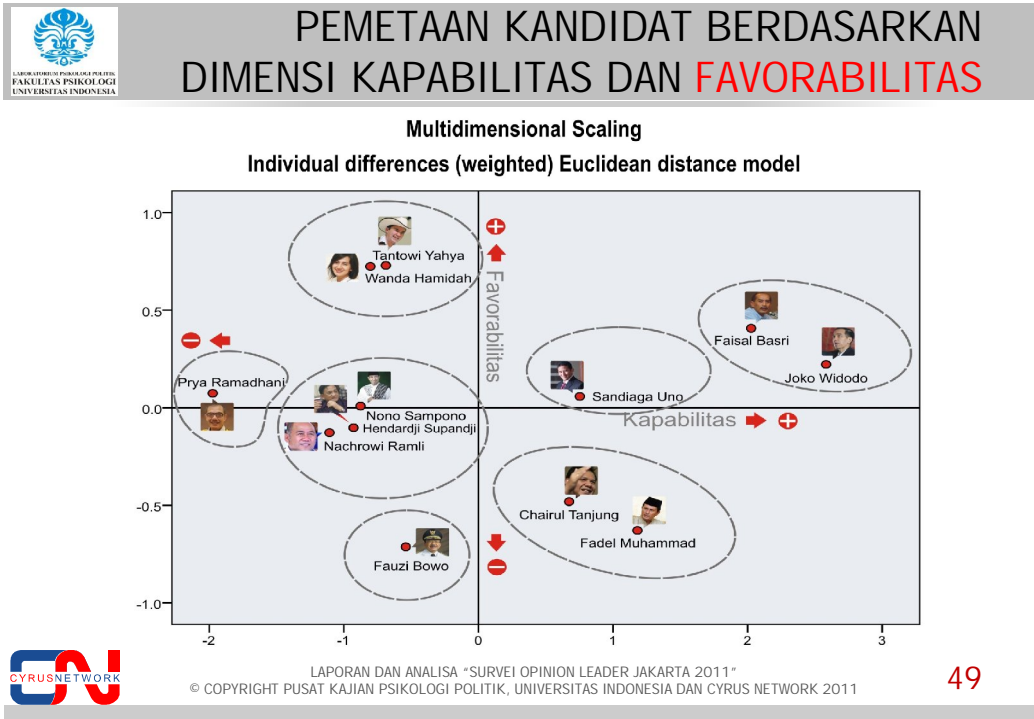 PEMETAAN KANDIDAT BERDASARKAN
DIMENSI KAPABILITAS DAN FAVORABILITAS
LABORATORIUM PSIKOLOGI POLITIK
FAKULTAS PSIKOLOGI
UNIVERSITAS INDONESIA
Multidimensional Scaling
Individual differences (weighted) Euclidean distance model
1.0
0.5
0.0
-0.5
-1.0
Tantowi Yahya
Wanda Hamidah
Favorabilitas
Faisal Basri
Joko Widodo
Prya Ramadhani
Sandiaga Uno
Kapabilitas
Nono Sampono
Hendardji Supandji
Nachrowi Ramli
Chairul Tanjung
Fadel Muhammad
Fauzi Bowo
-2
-1
0
1
2
3
CYRUSNETWORK
LAPORAN DAN ANALISA “SURVEI OPINION LEADER JAKARTA 2011”
© COPYRIGHT PUSAT KAJIAN PSIKOLOGI POLITIK, UNIVERSITAS INDONESIA DAN CYRUS NETWORK 2011
49